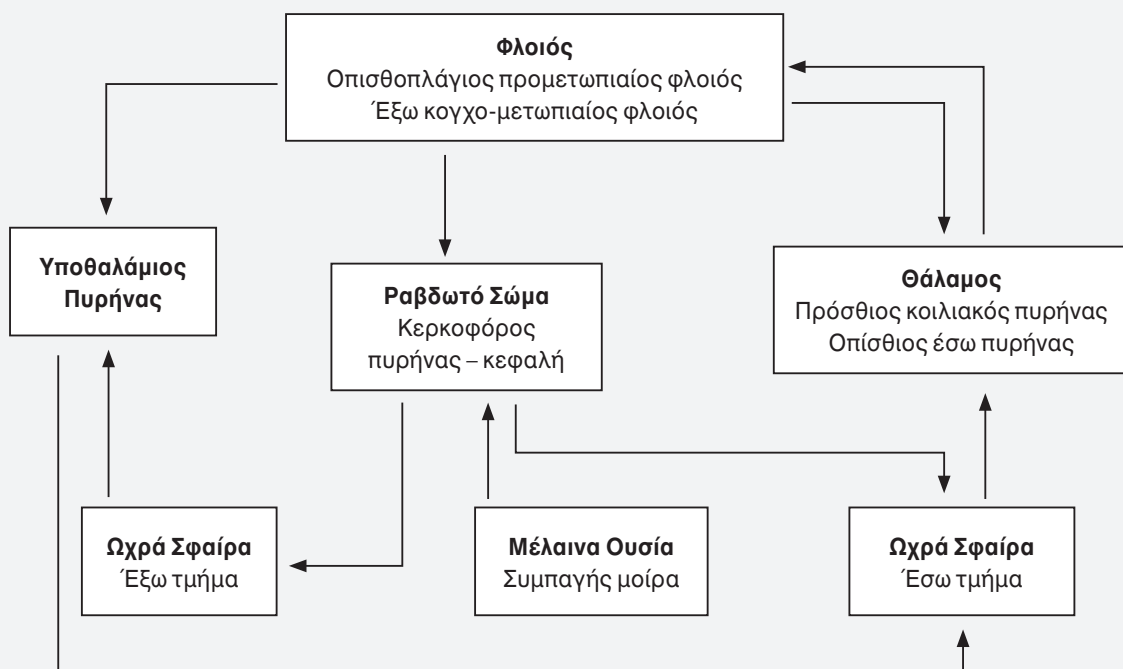 Φλοιός
Οπισθοπλάγιος προμετωπιαίος φλοιός
Έξω κογχο-μετωπιαίος φλοιός
Υποθαλάμιος
Πυρήνας
Ραβδωτό Σώμα
Κερκοφόρος
πυρήνας – κεφαλή
Θάλαμος
Πρόσθιος κοιλιακός πυρήνας
Οπίσθιος έσω πυρήνας
Ωχρά Σφαίρα
Έξω τμήμα
Μέλαινα Ουσία
Συμπαγής μοίρα
Ωχρά Σφαίρα
Έσω τμήμα